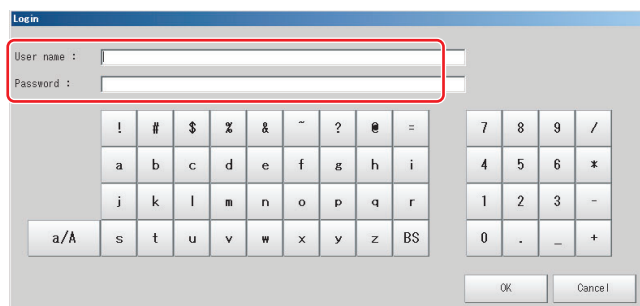 Login
User name :
Password :
! # $ % & ~ ? @ = 7 8 9 /
a b c d e f g h i 4 5 6 *
j k l m n o p q r 1 2 3 -
a/A s t u v w x y z BS 0 . _ +
OK Cancel